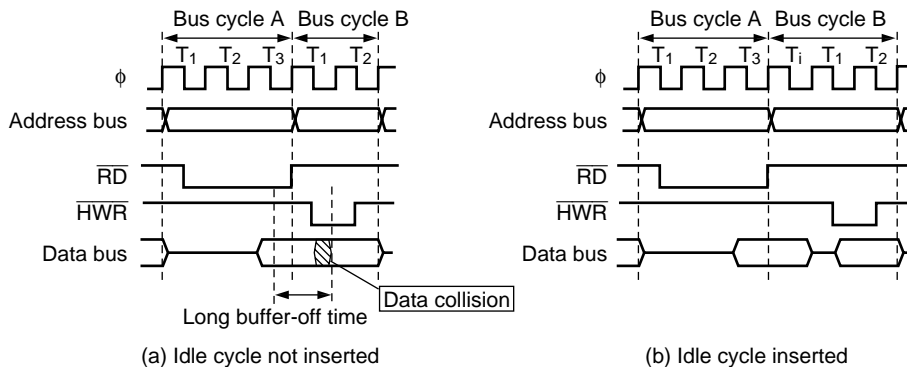 Bus cycle A Bus cycle B
T1 T2 T3 T1 T2
ϕ
Address bus
RD
HWR
Data bus
Data collision
Long buffer-off time
(a) Idle cycle not inserted
Bus cycle A Bus cycle B
T1 T2 T3 Ti T1 T2
ϕ
Address bus
RD
HWR
Data bus
(b) Idle cycle inserted